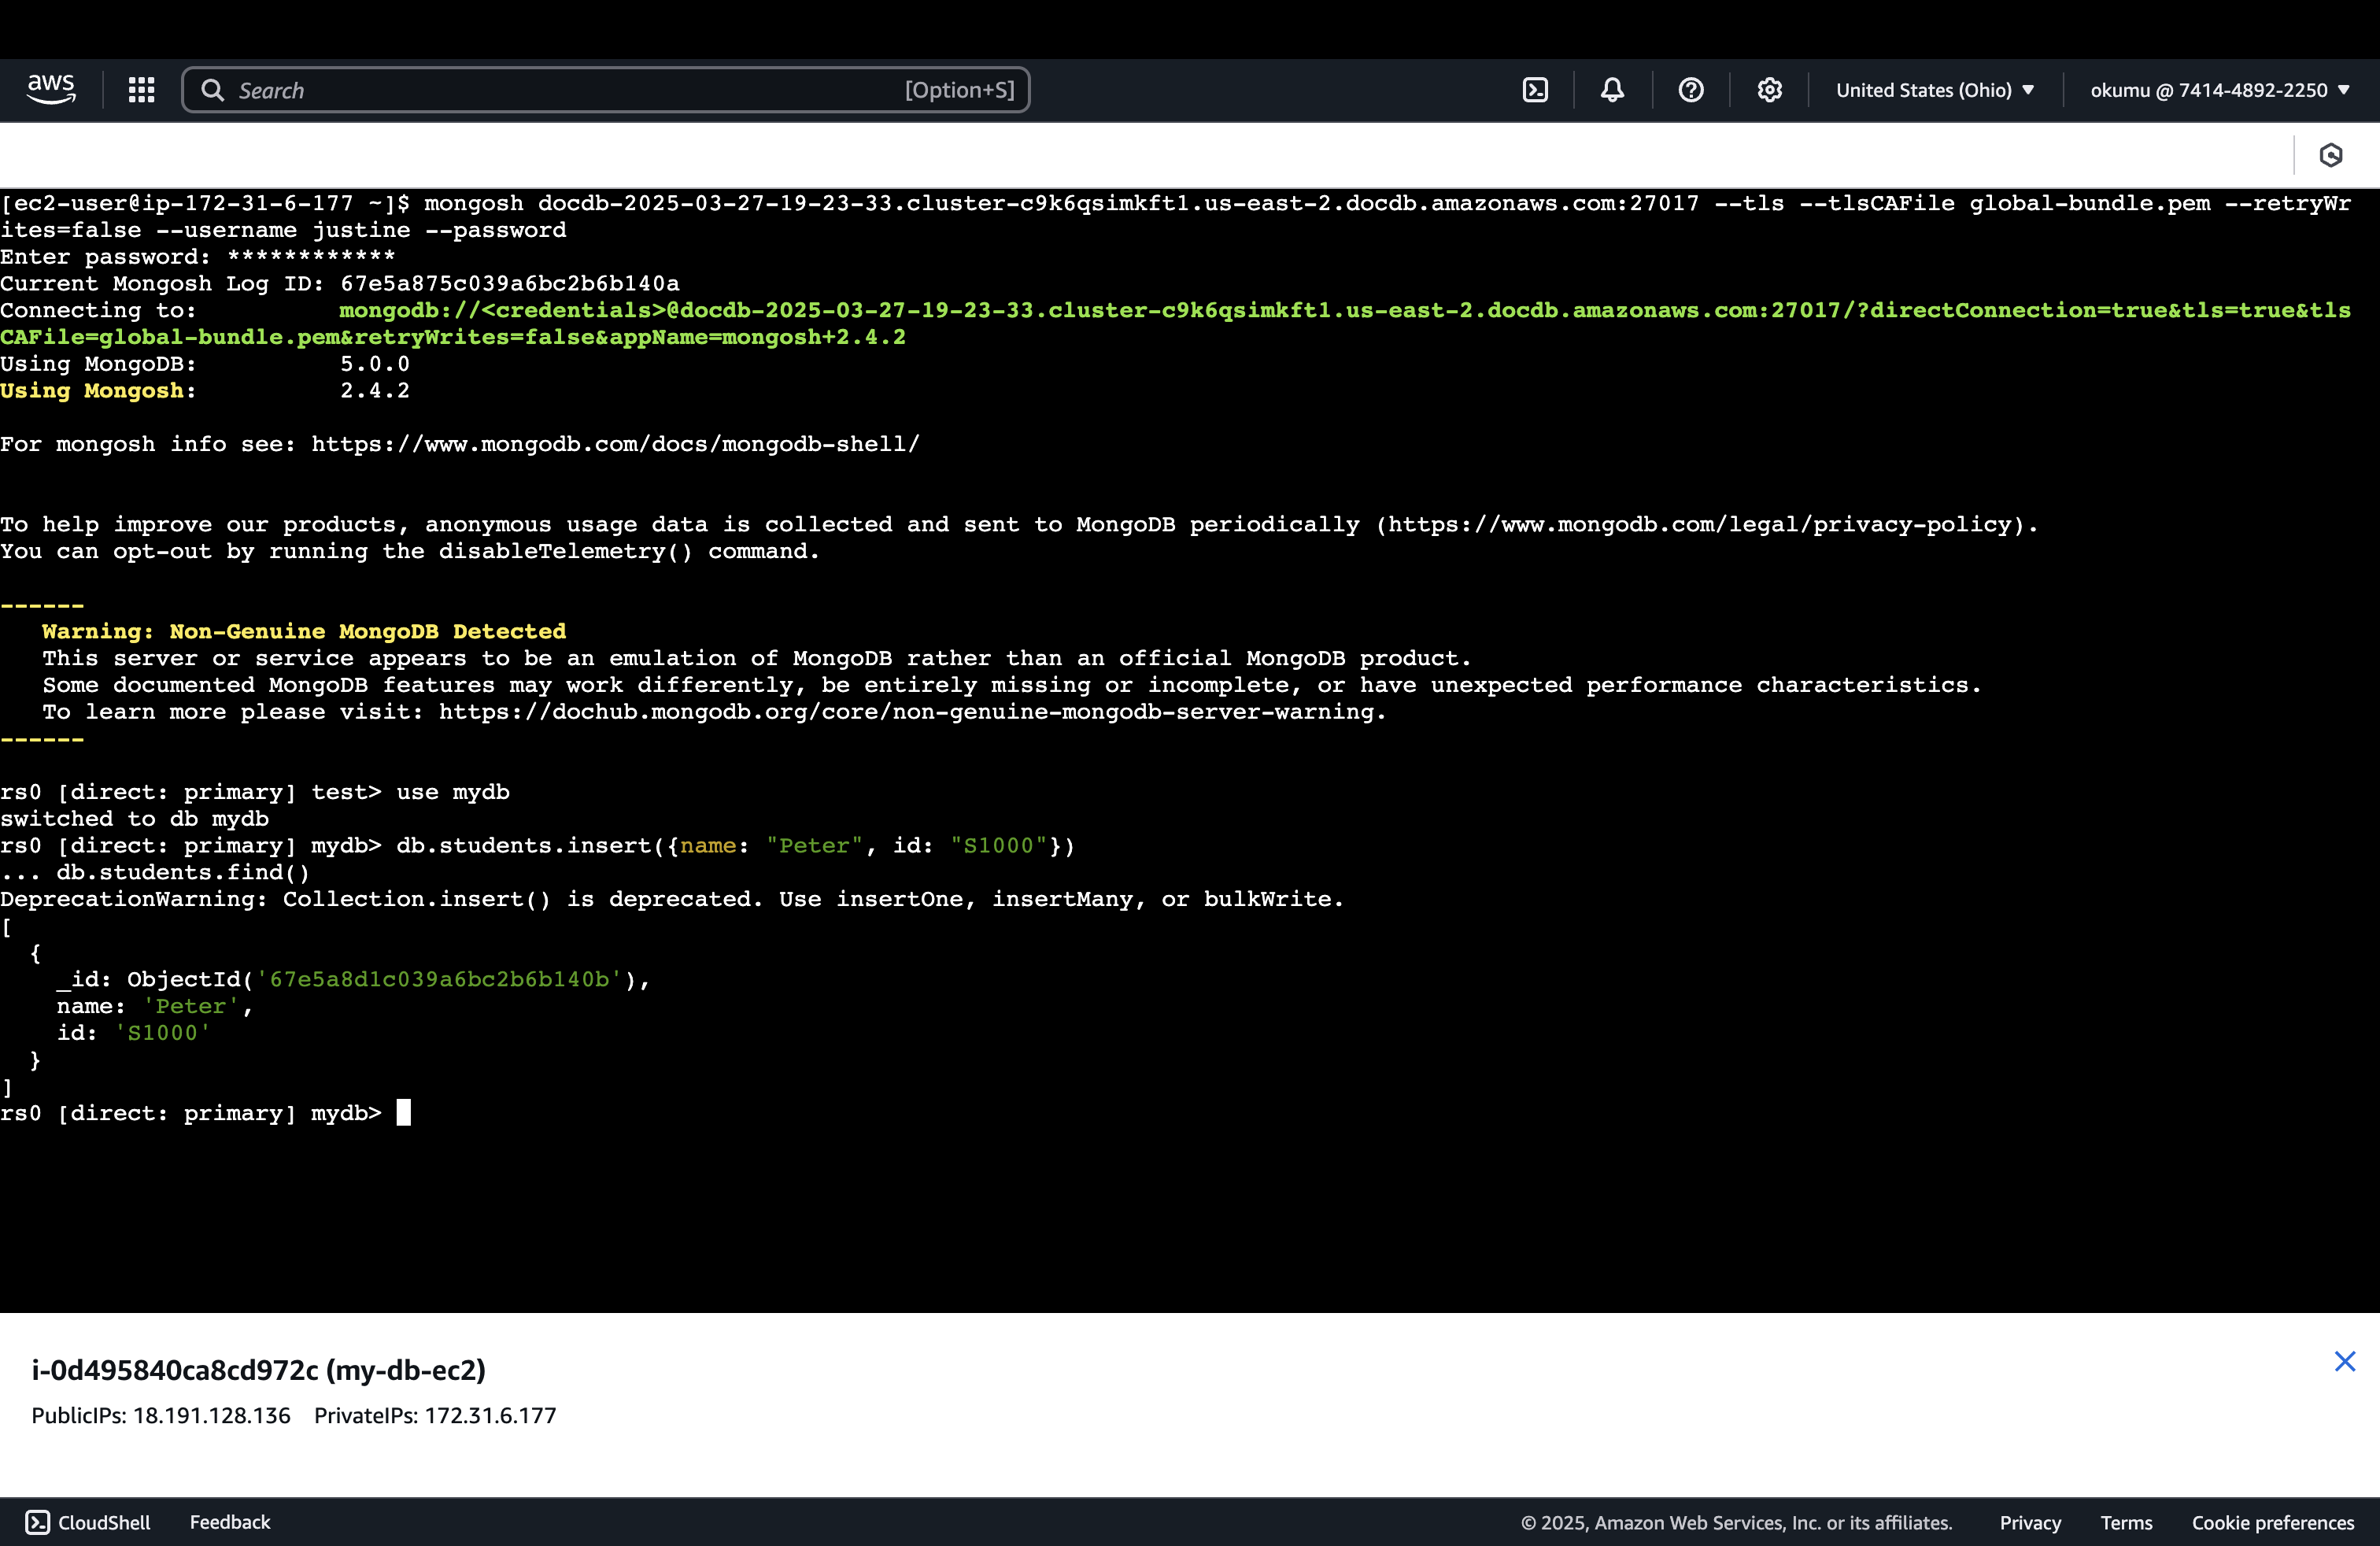 aws
Search [Option+S] United States (Ohio) okumu @ 7414-4892-2250
[ec2-user@ip-172-31-6-177 ~]$ mongosh docdb-2025-03-27-19-23-33.cluster-c9k6qsimkft1.us-east-2.docdb.amazonaws.com:27017 --tls --tlsCAFile global-bundle.pem --retryWr
ites=false --username justine --password
Enter password: ************
Current Mongosh Log ID: 67e5a875c039a6bc2b6b140a
Connecting to: mongodb://<credentials>@docdb-2025-03-27-19-23-33.cluster-c9k6qsimkft1.us-east-2.docdb.amazonaws.com:27017/?directConnection=true&tls=true&tls
CAFile=global-bundle.pem&retryWrites=false&appName=mongosh+2.4.2
Using MongoDB: 5.0.0
Using Mongosh: 2.4.2
For mongosh info see: https://www.mongodb.com/docs/mongodb-shell/
To help improve our products, anonymous usage data is collected and sent to MongoDB periodically (https://www.mongodb.com/legal/privacy-policy).
You can opt-out by running the disableTelemetry() command.
------
Warning: Non-Genuine MongoDB Detected
This server or service appears to be an emulation of MongoDB rather than an official MongoDB product.
Some documented MongoDB features may work differently, be entirely missing or incomplete, or have unexpected performance characteristics.
To learn more please visit: https://dochub.mongodb.org/core/non-genuine-mongodb-server-warning.
------
rs0 [direct: primary] test> use mydb
switched to db mydb
rs0 [direct: primary] mydb> db.students.insert({name: "Peter", id: "S1000"})
... db.students.find()
DeprecationWarning: Collection.insert() is deprecated. Use insertOne, insertMany, or bulkWrite.
[
{
_id: ObjectId('67e5a8d1c039a6bc2b6b140b'),
name: 'Peter',
id: 'S1000'
}
]
rs0 [direct: primary] mydb>
i-0d495840ca8cd972c (my-db-ec2)
PublicIPs: 18.191.128.136 PrivateIPs: 172.31.6.177
CloudShell Feedback © 2025, Amazon Web Services, Inc. or its affiliates. Privacy Terms Cookie preferences